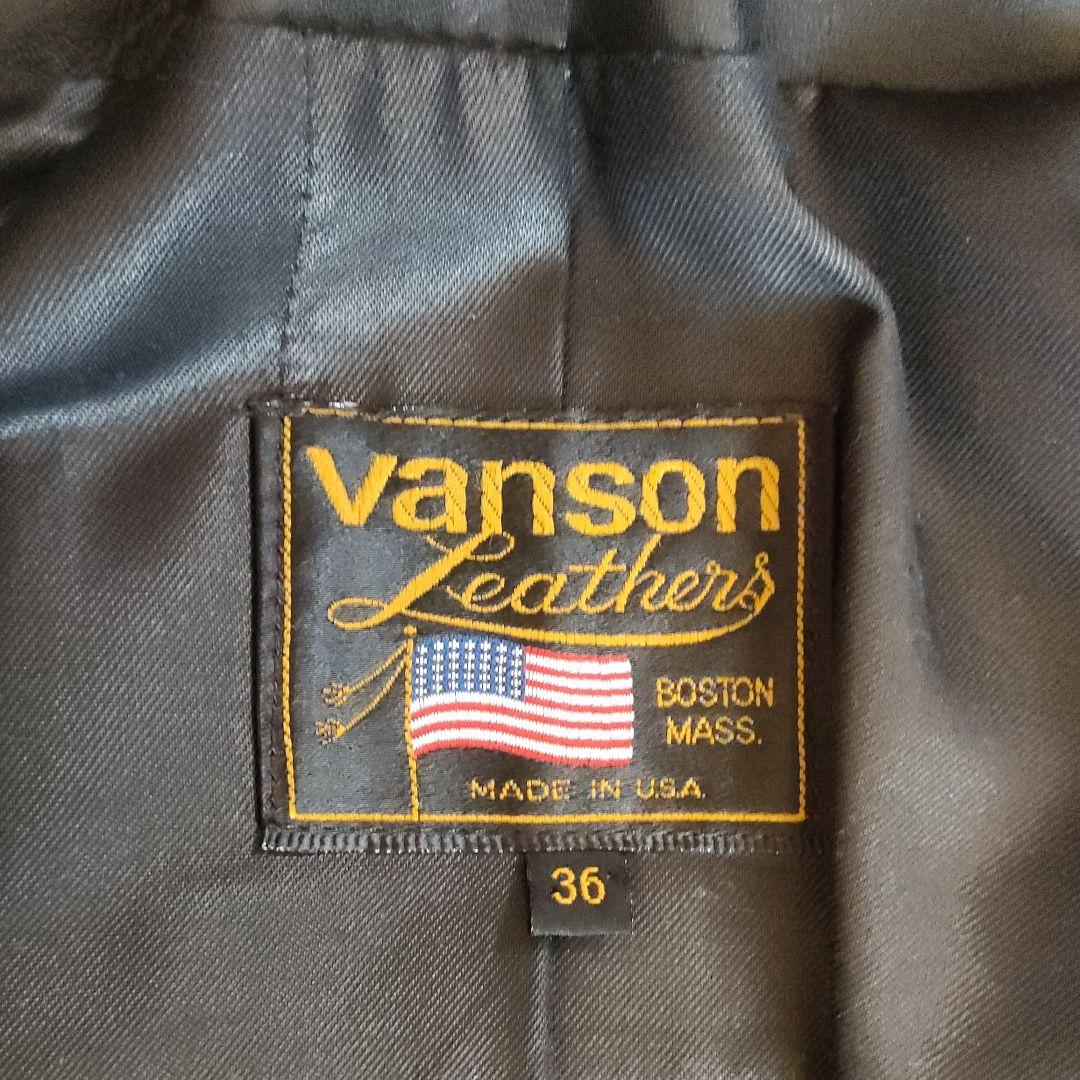 vanson
Leathers
BOSTON
MASS.
MADE IN U.S.A.
36